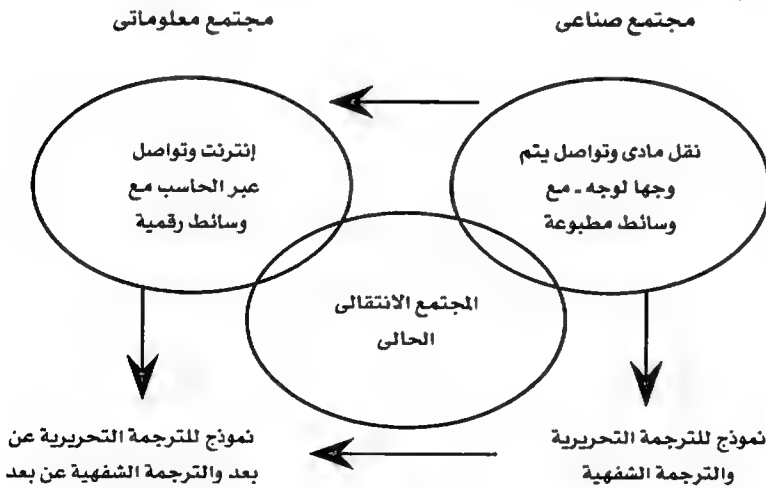 مجتمع صناعى
مجتمع معلوماتى
نقل مادى وتواصل يتم
وجها لوجه - مع
وسائط مطبوعة
إنترنت وتواصل
عبر الحاسب مع
وسائط رقمية
المجتمع الانتقالى
الحالى
نموذج للترجمة التحريرية
والترجمة الشفهية
نموذج للترجمة التحريرية عن
بعد والترجمة الشفهية عن بعد